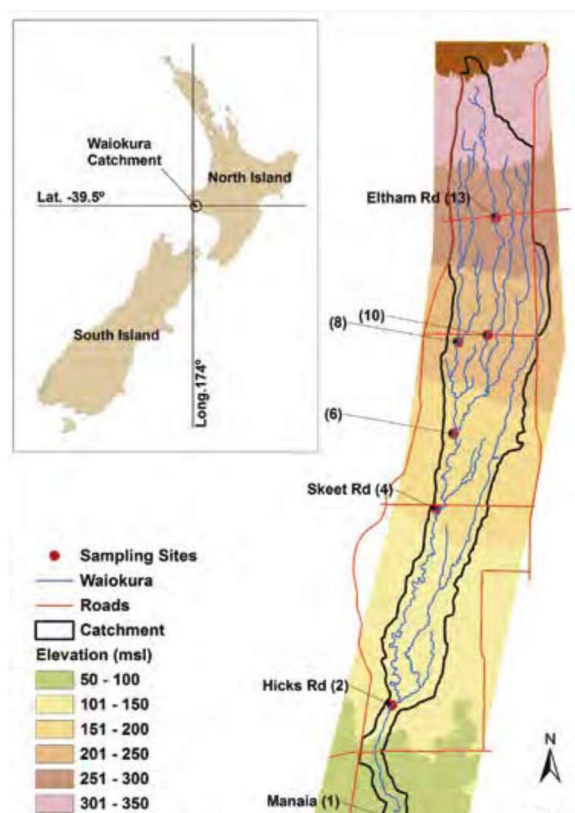 Waiokura
Catchment
North Island
Lat. -39.5º
South Island
Long.174º
Eltham Rd (13)
(10)
(8)
(6)
Skeet Rd (4)
Hicks Rd (2)
Manaia (1)
N
Sampling Sites
Waiokura
Roads
Catchment
Elevation (msl)
50 - 100
101 - 150
151 - 200
201 - 250
251 - 300
301 - 350